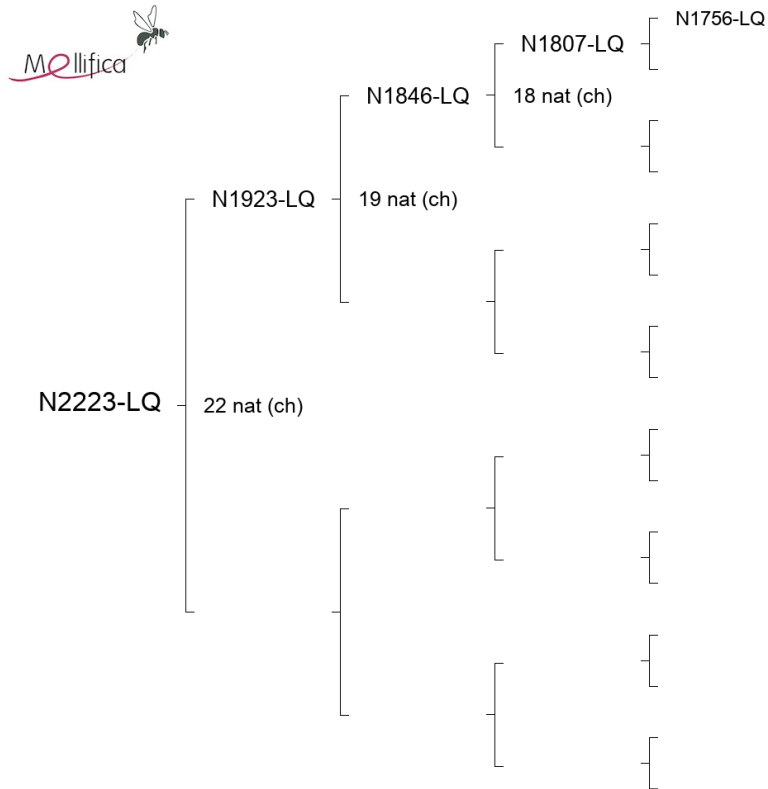 Mellifica
N1756-LQ
N1807-LQ
N1846-LQ
18 nat (ch)
N1923-LQ
19 nat (ch)
N2223-LQ
22 nat (ch)